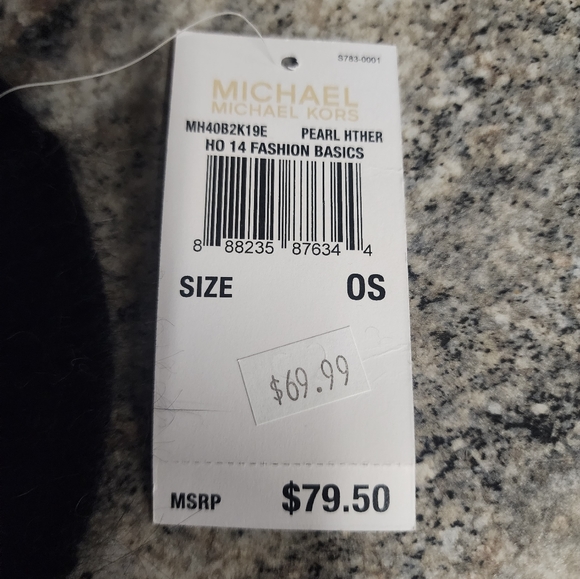 S783-0001
MICHAEL
MICHAEL KORS
MH40B2K19E PEARL HTHER
HO 14 FASHION BASICS
8 88235 87634 4
SIZE OS
$69.99
MSRP $79.50